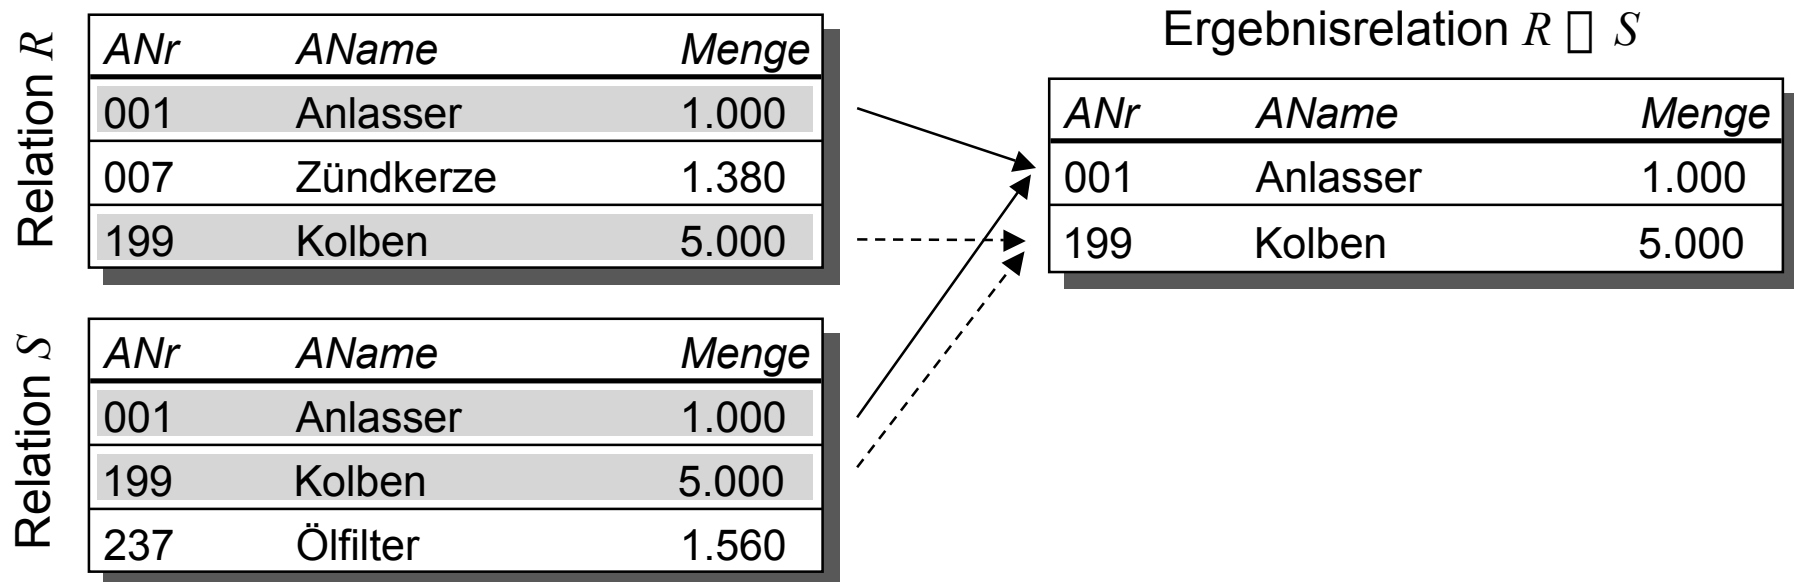 Relation R
ANr AName Menge
001 Anlasser 1.000
007 Zündkerze 1.380
199 Kolben 5.000
Relation S
ANr AName Menge
001 Anlasser 1.000
199 Kolben 5.000
237 Ölfilter 1.560
Ergebnisrelation R ▯ S
ANr AName Menge
001 Anlasser 1.000
199 Kolben 5.000